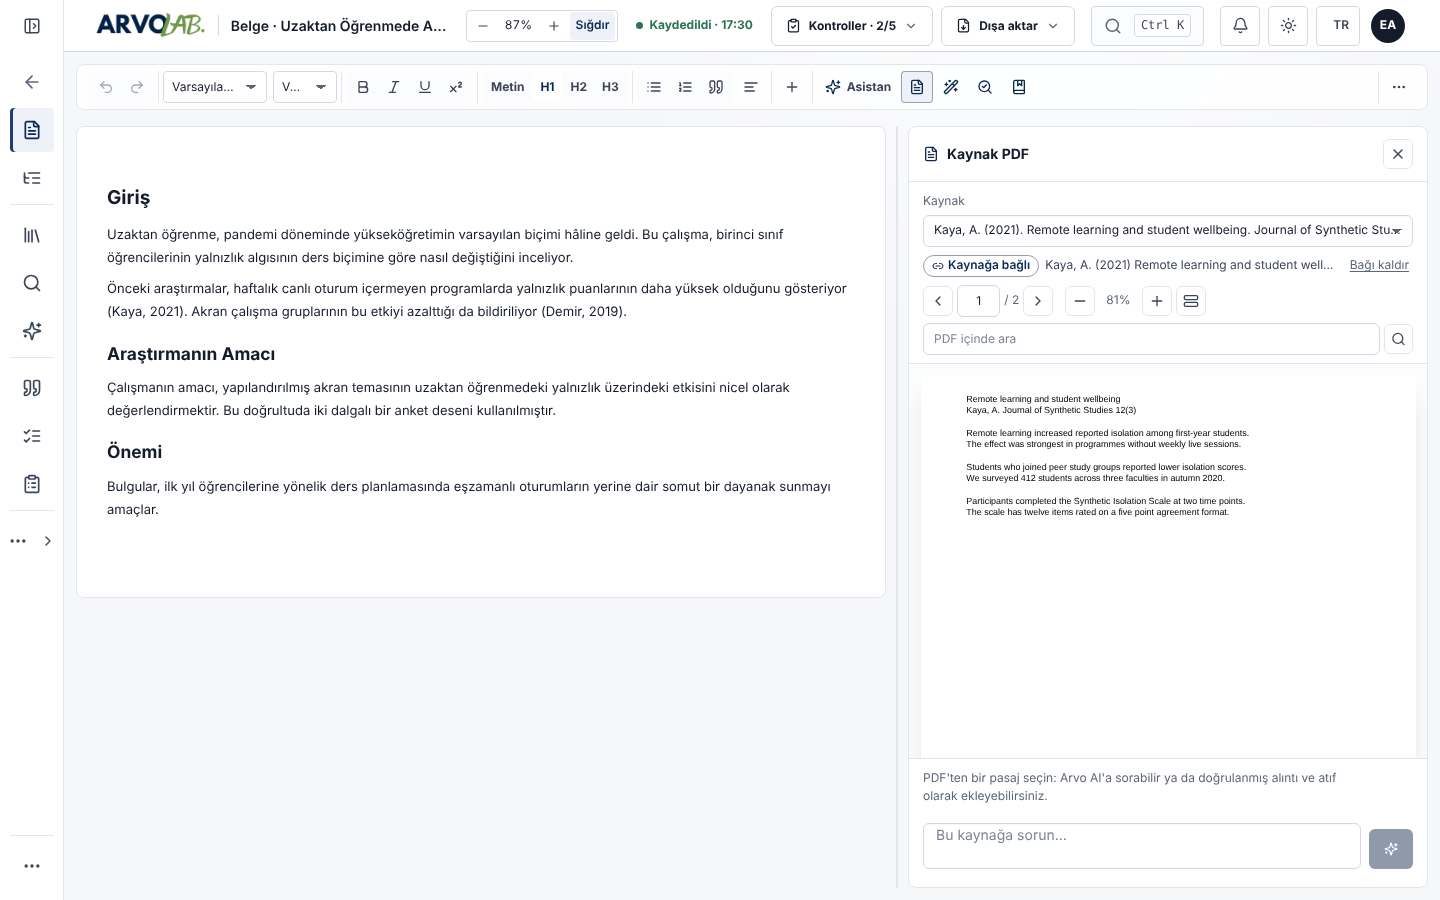 ARVOLAB.
Belge · Uzaktan Öğrenmede A...
87%
Sığdır
Kaydedildi · 17:30
Kontroller · 2/5
Dışa aktar
Ctrl K
TR
EA
Varsayıla...
V...
B I U x²
Metin
H1
H2
H3
Asistan
Giriş
Uzaktan öğrenme, pandemi döneminde yükseköğretimin varsayılan biçimi hâline geldi. Bu çalışma, birinci sınıf
öğrencilerinin yalnızlık algısının ders biçimine göre nasıl değiştiğini inceliyor.
Önceki araştırmalar, haftalık canlı oturum içermeyen programlarda yalnızlık puanlarının daha yüksek olduğunu gösteriyor
(Kaya, 2021). Akran çalışma gruplarının bu etkiyi azalttığı da bildiriliyor (Demir, 2019).
Araştırmanın Amacı
Çalışmanın amacı, yapılandırılmış akran temasının uzaktan öğrenmedeki yalnızlık üzerindeki etkisini nicel olarak
değerlendirmektir. Bu doğrultuda iki dalgalı bir anket deseni kullanılmıştır.
Önemi
Bulgular, ilk yıl öğrencilerine yönelik ders planlamasında eşzamanlı oturumların yerine dair somut bir dayanak sunmayı
amaçlar.
Kaynak PDF
Kaynak
Kaya, A. (2021). Remote learning and student wellbeing. Journal of Synthetic Stu...
Kaynağa bağlı
Kaya, A. (2021) Remote learning and student well...
Bağı kaldır
1
/ 2
81%
PDF içinde ara
Remote learning and student wellbeing
Kaya, A. Journal of Synthetic Studies 12(3)
Remote learning increased reported isolation among first-year students.
The effect was strongest in programmes without weekly live sessions.
Students who joined peer study groups reported lower isolation scores.
We surveyed 412 students across three faculties in autumn 2020.
Participants completed the Synthetic Isolation Scale at two time points.
The scale has twelve items rated on a five point agreement format.
PDF'ten bir pasaj seçin: Arvo AI'a sorabilir ya da doğrulanmış alıntı ve atıf
olarak ekleyebilirsiniz.
Bu kaynağa sorun...